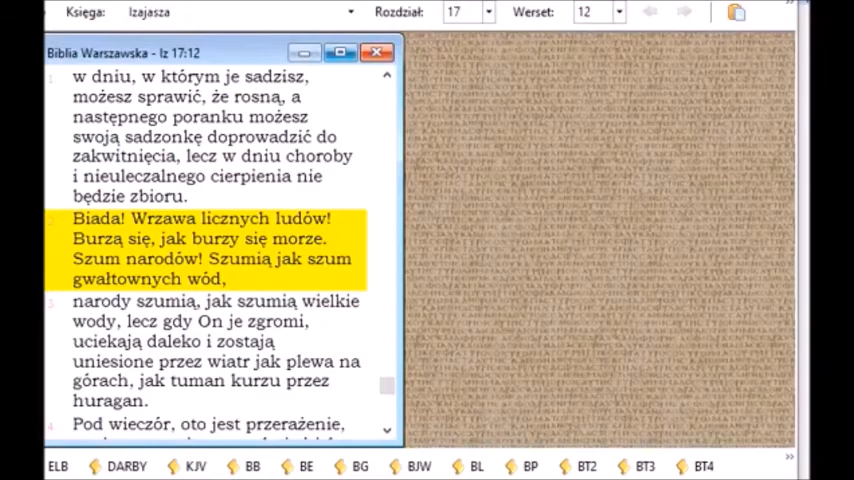 Księga: Izajasza Rozdział: 17 Werset: 12
Biblia Warszawska - Iz 17:12
w dniu, w którym je sadzisz,
możesz sprawić, że rosną, a
następnego poranku możesz
swoją sadzonkę doprowadzić do
zakwitnięcia, lecz w dniu choroby
i nieuleczalnego cierpienia nie
będzie zbioru.
Biada! Wrzawa licznych ludów!
Burzą się, jak burzy się morze.
Szum narodów! Szumią jak szum
gwałtownych wód,
narody szumią, jak szumią wielkie
wody, lecz gdy On je zgromi,
uciekają daleko i zostają
uniesione przez wiatr jak plewa na
górach, jak tuman kurzu przez
huragan.
Pod wieczór, oto jest przerażenie,
ELB DARBY KJV BB BE BG BJW BL BP BT2 BT3 BT4